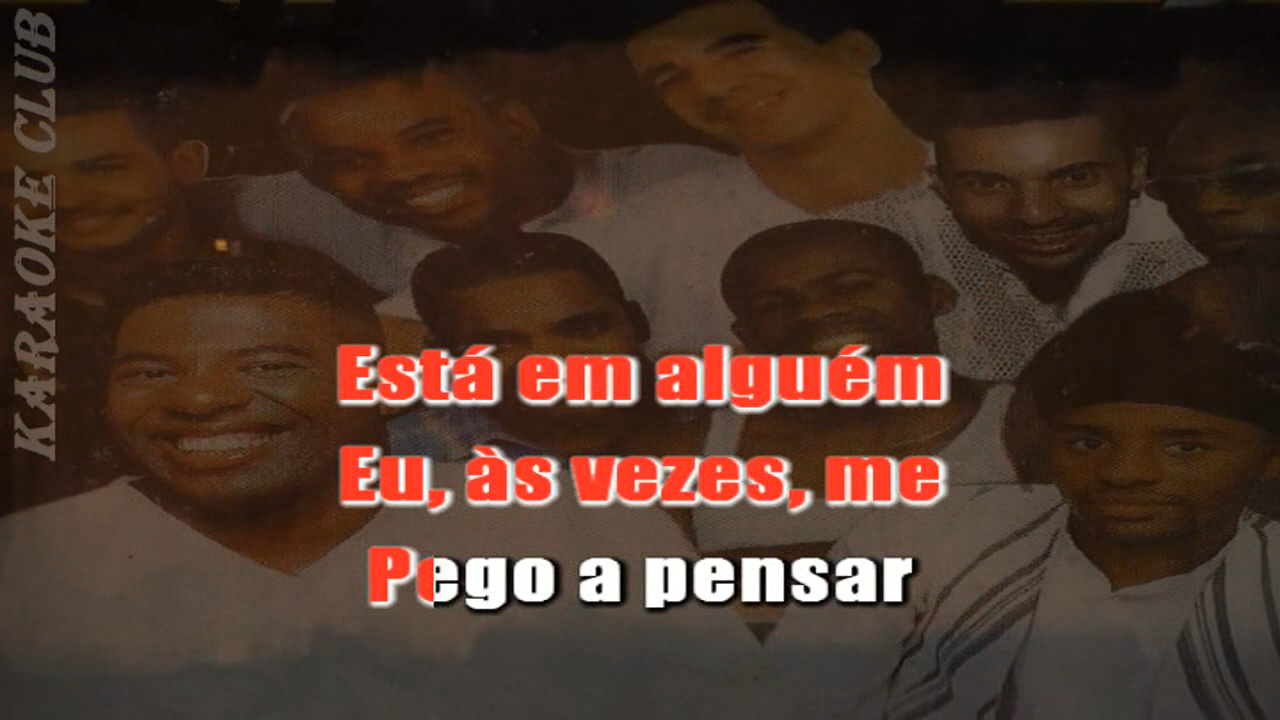 KARAOKE CLUB
Está em alguém
Eu, às vezes, me
Pego a pensar